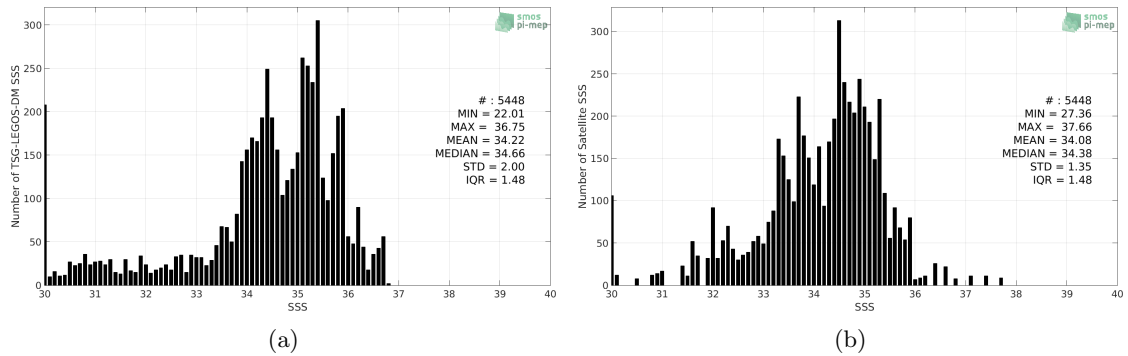 300
250
200
150
100
50
0
Number of TSG-LEGOS-DM SSS
smos
pi-mep
# : 5448
MIN = 22.01
MAX = 36.75
MEAN = 34.22
MEDIAN = 34.66
STD = 2.00
IQR = 1.48
30 31 32 33 34 35 36 37 38 39 40
SSS
(a)
300
250
200
150
100
50
0
Number of Satellite SSS
smos
pi-mep
# : 5448
MIN = 27.36
MAX = 37.66
MEAN = 34.08
MEDIAN = 34.38
STD = 1.35
IQR = 1.48
30 31 32 33 34 35 36 37 38 39 40
SSS
(b)